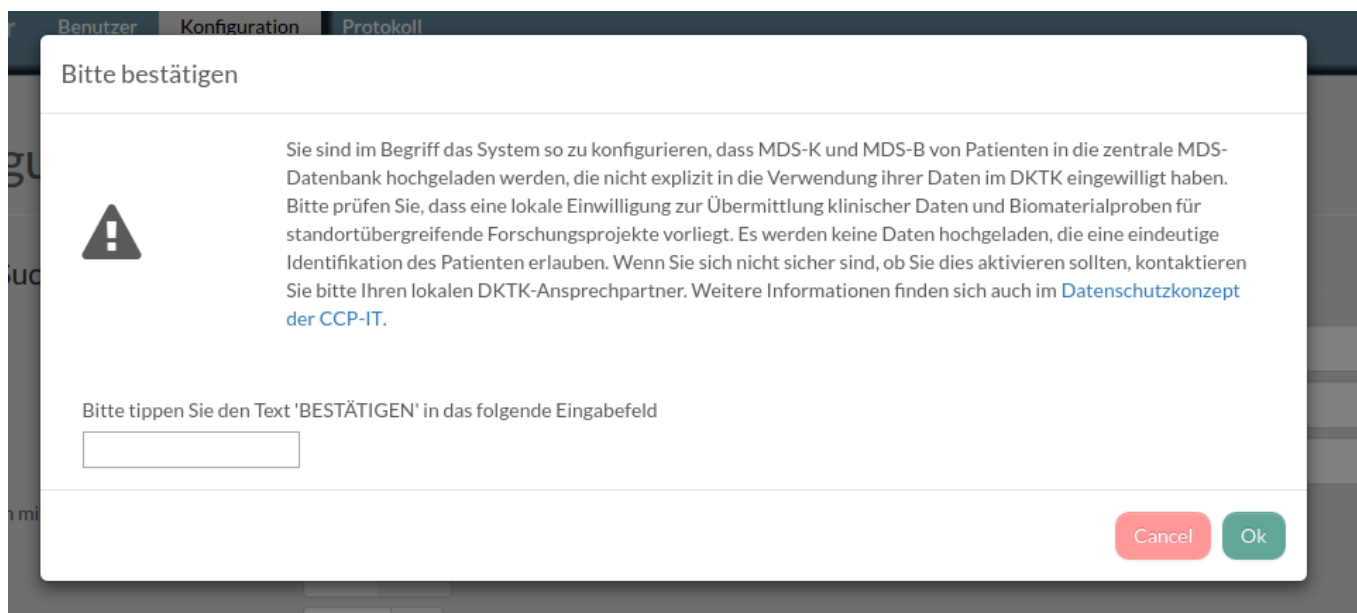 Benutzer Konfiguration Protokoll
Bitte bestätigen
Sie sind im Begriff das System so zu konfigurieren, dass MDS-K und MDS-B von Patienten in die zentrale MDS-
Datenbank hochgeladen werden, die nicht explizit in die Verwendung ihrer Daten im DKTK eingewilligt haben.
Bitte prüfen Sie, dass eine lokale Einwilligung zur Übermittlung klinischer Daten und Biomaterialproben für
standortübergreifende Forschungsprojekte vorliegt. Es werden keine Daten hochgeladen, die eine eindeutige
Identifikation des Patienten erlauben. Wenn Sie sich nicht sicher sind, ob Sie dies aktivieren sollten, kontaktieren
Sie bitte Ihren lokalen DKTK-Ansprechpartner. Weitere Informationen finden sich auch im Datenschutzkonzept
der CCP-IT.
Bitte tippen Sie den Text 'BESTÄTIGEN' in das folgende Eingabefeld
Cancel Ok